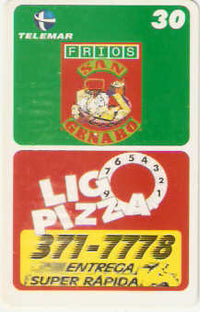 TELEMAR
30
FRIOS
SAN
GENARO
LIG
PIZZA
7 6 5 4 3 2 1
9
371-7778
ENTREGA
SUPER RÁPIDA